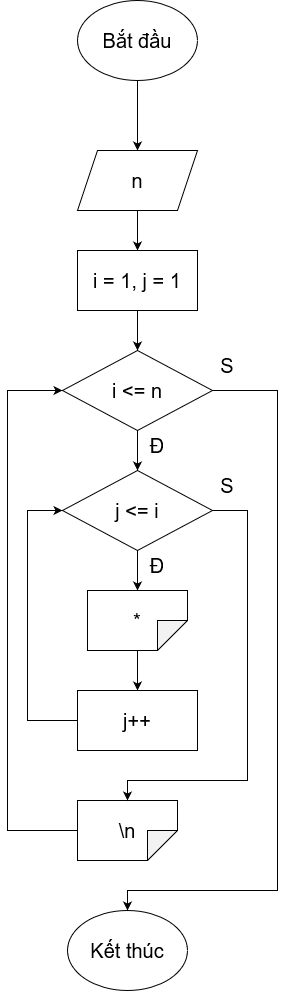 Bắt đầu
n
i = 1, j = 1
i <= n
S
Đ
j <= i
S
Đ
*
j++
\n
Kết thúc